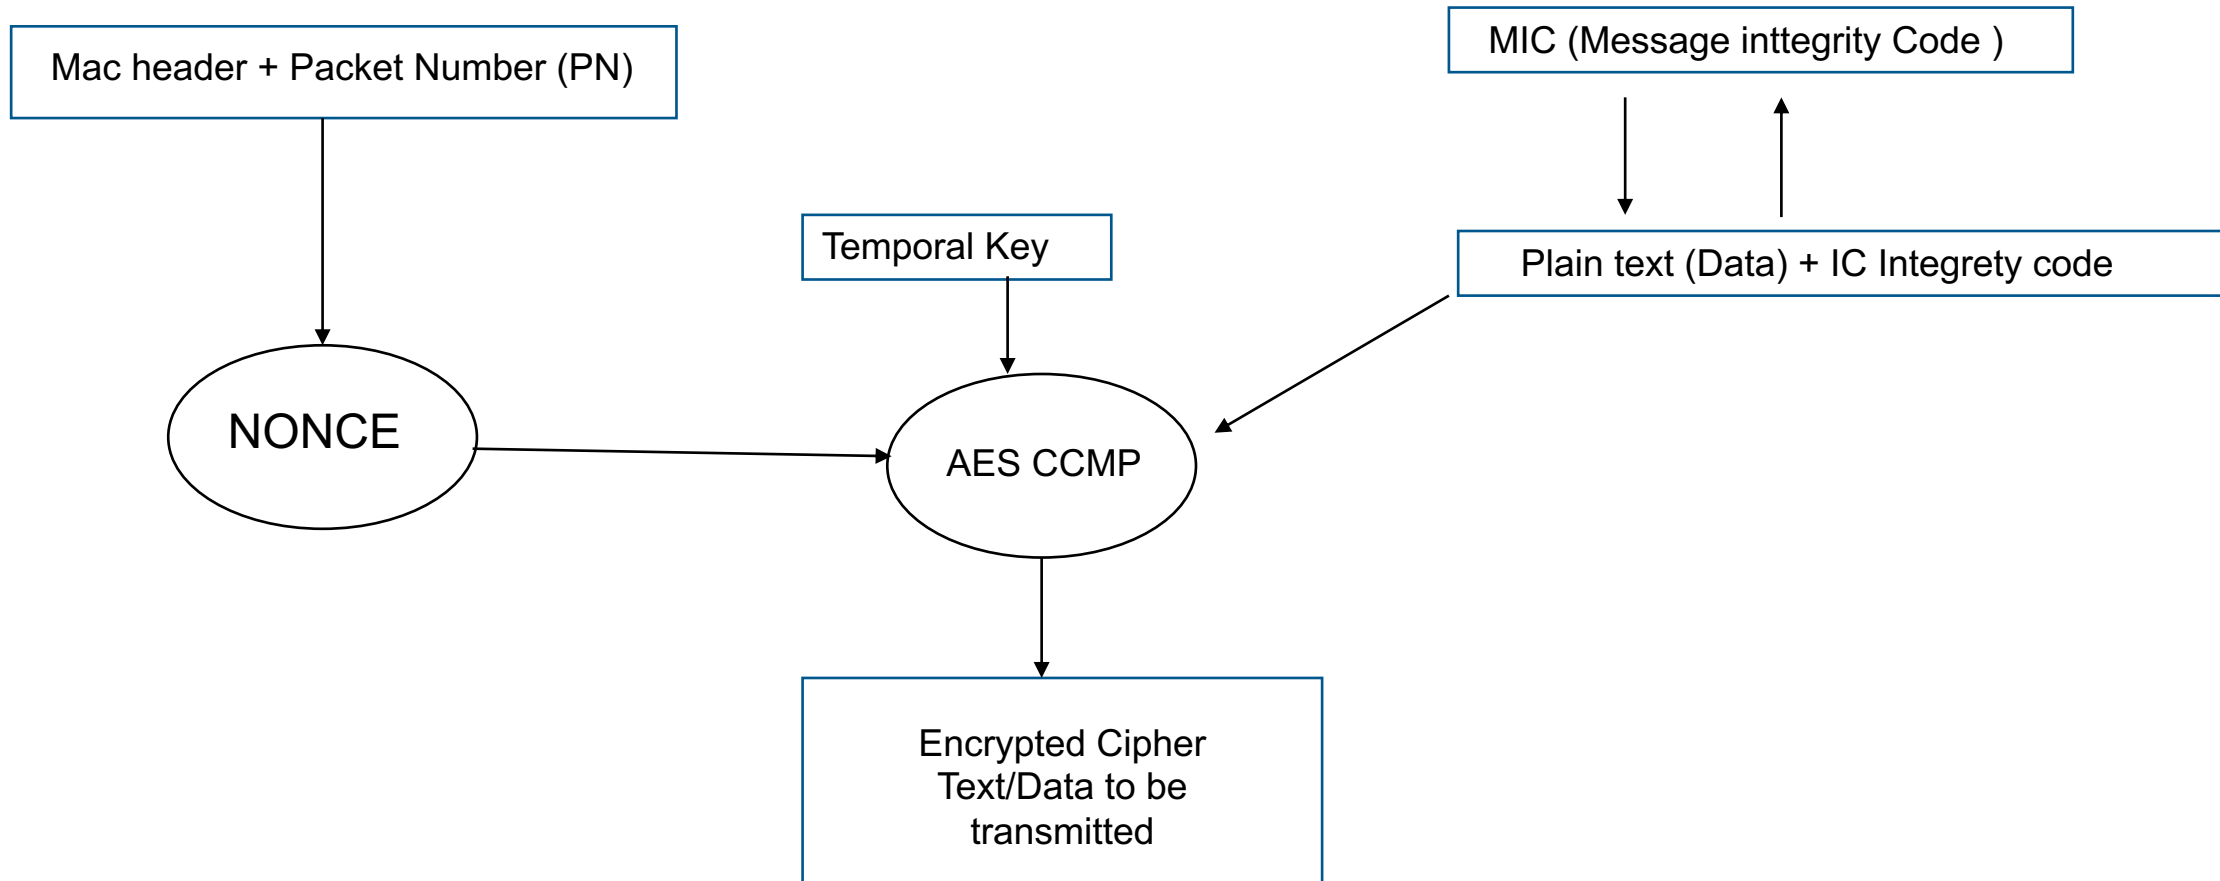 MIC (Message inttegrity Code )
Mac header + Packet Number (PN)
Temporal Key
Plain text (Data) + IC Integrety code
NONCE
AES CCMP
Encrypted Cipher
Text/Data to be
transmitted